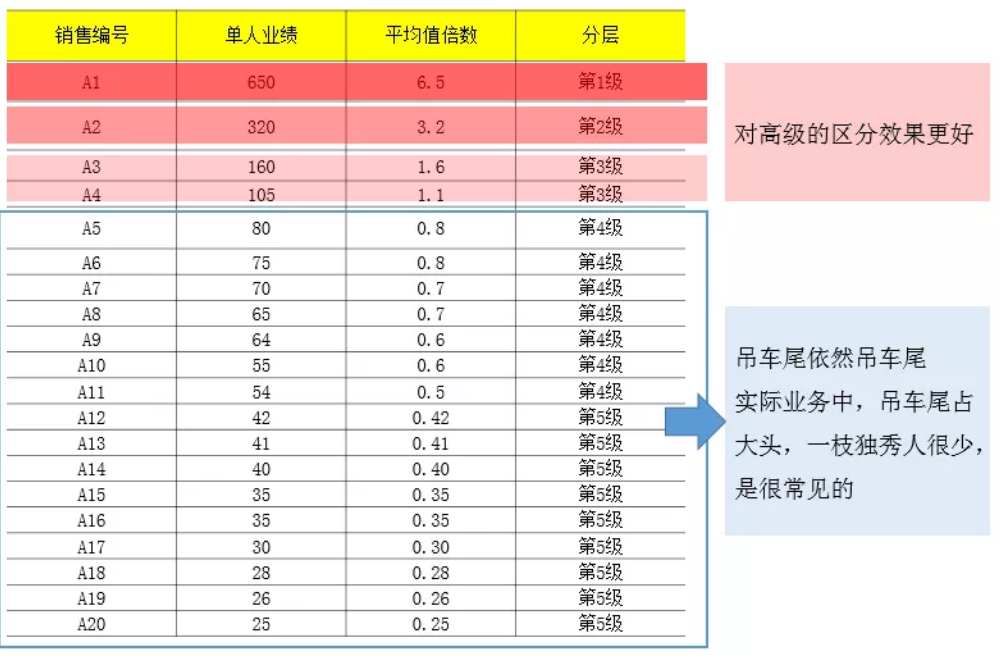 销售编号 单人业绩 平均值倍数 分层
A1 650 6.5 第1级
A2 320 3.2 第2级
A3 160 1.6 第3级
A4 105 1.1 第3级
A5 80 0.8 第4级
A6 75 0.8 第4级
A7 70 0.7 第4级
A8 65 0.7 第4级
A9 64 0.6 第4级
A10 55 0.6 第4级
A11 54 0.5 第4级
A12 42 0.42 第5级
A13 41 0.41 第5级
A14 40 0.40 第5级
A15 35 0.35 第5级
A16 35 0.35 第5级
A17 30 0.30 第5级
A18 28 0.28 第5级
A19 26 0.26 第5级
A20 25 0.25 第5级
对高级的区分效果更好
吊车尾依然吊车尾
实际业务中，吊车尾占
大头，一枝独秀人很少，
是很常见的